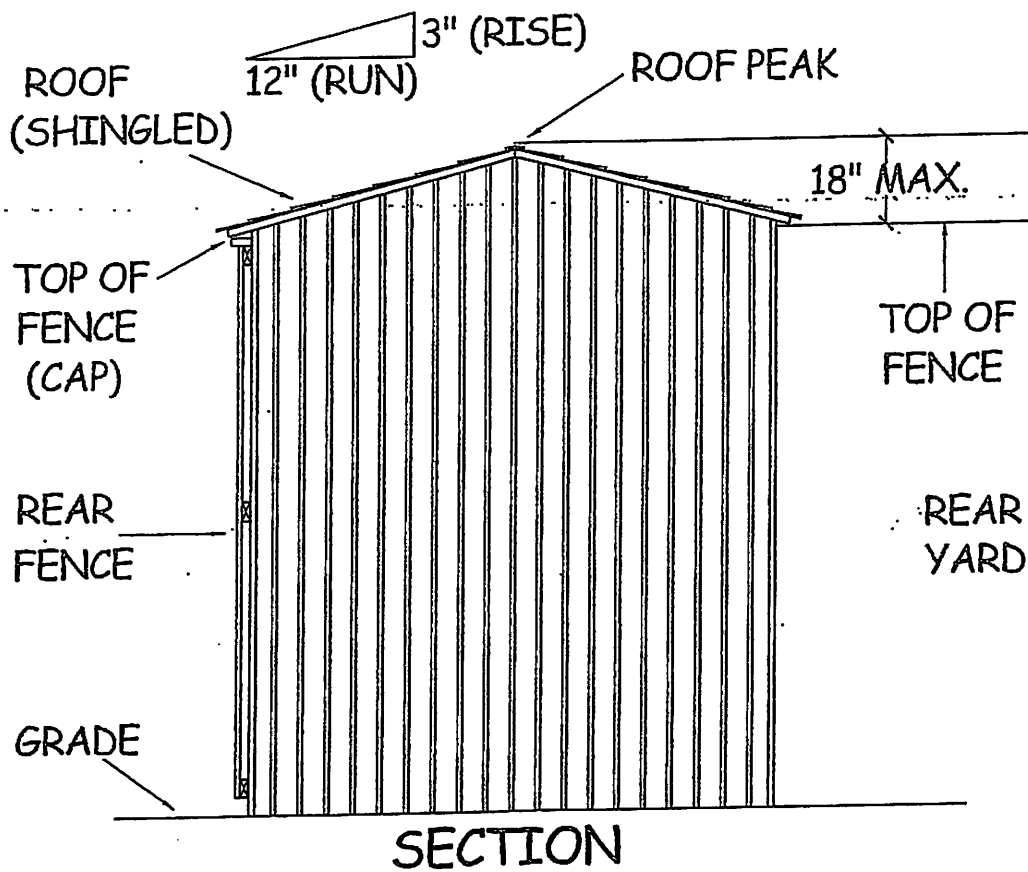 3" (RISE)
12" (RUN)
ROOF PEAK
ROOF
(SHINGLED)
18" MAX.
TOP OF
FENCE
(CAP)
TOP OF
FENCE
REAR
FENCE
REAR
YARD
GRADE
SECTION